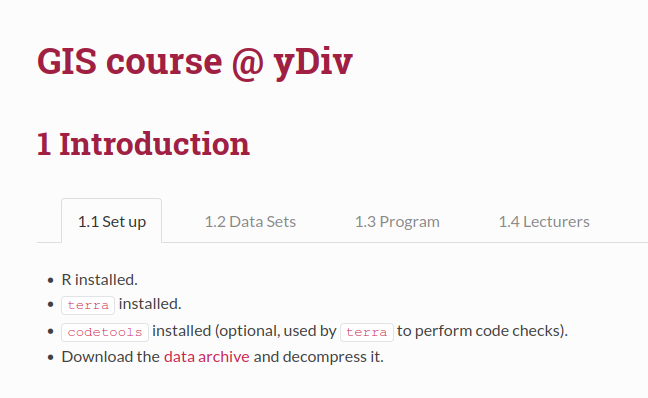 GIS course @ yDiv
1 Introduction
1.1 Set up 1.2 Data Sets 1.3 Program 1.4 Lecturers
• R installed.
• terra installed.
• codetools installed (optional, used by terra to perform code checks).
• Download the data archive and decompress it.